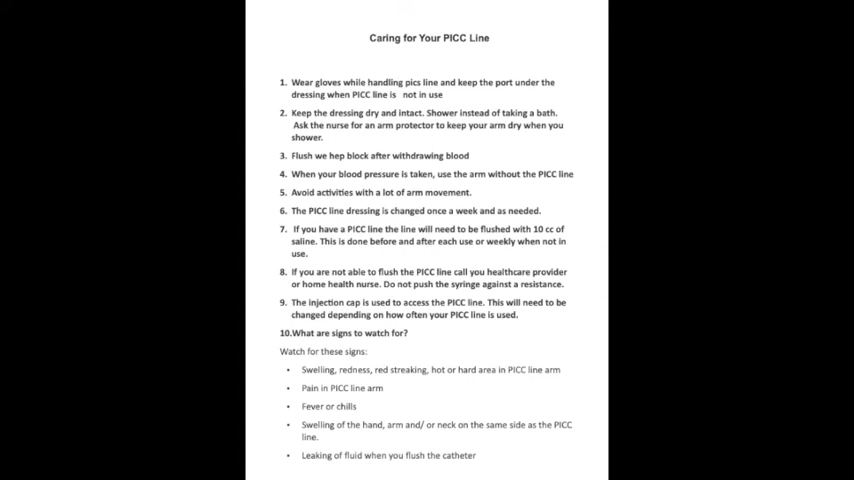 Caring for Your PICC Line
1. Wear gloves while handling pics line and keep the port under the
dressing when PICC line is not in use
2. Keep the dressing dry and intact. Shower instead of taking a bath.
Ask the nurse for an arm protector to keep your arm dry when you
shower.
3. Flush we hep block after withdrawing blood
4. When your blood pressure is taken, use the arm without the PICC line
5. Avoid activities with a lot of arm movement.
6. The PICC line dressing is changed once a week and as needed.
7. If you have a PICC line the line will need to be flushed with 10 cc of
saline. This is done before and after each use or weekly when not in
use.
8. If you are not able to flush the PICC line call you healthcare provider
or home health nurse. Do not push the syringe against a resistance.
9. The injection cap is used to access the PICC line. This will need to be
changed depending on how often your PICC line is used.
10.What are signs to watch for?
Watch for these signs:
• Swelling, redness, red streaking, hot or hard area in PICC line arm
• Pain in PICC line arm
• Fever or chills
• Swelling of the hand, arm and/ or neck on the same side as the PICC
line.
• Leaking of fluid when you flush the catheter